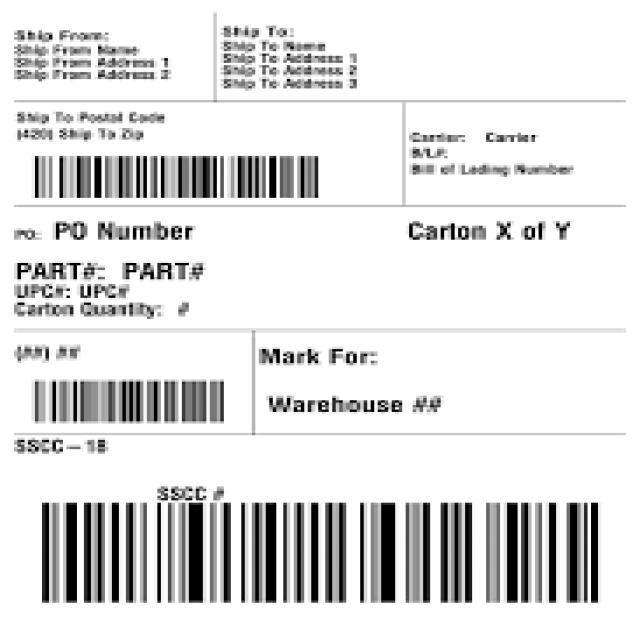 Ship From:
Ship From Name
Ship From Address 1
Ship From Address 2
Ship To:
Ship To Name
Ship To Address 1
Ship To Address 2
Ship To Address 3
Ship To Postal Code
(420) Ship To Zip
Carrier: Carrier
B/L#:
Bill of Lading Number
PO: PO Number
Carton X of Y
PART#: PART#
UPC#: UPC#
Carton Quantity: #
(##) ##
Mark For:
Warehouse ##
SSCC – 18
SSCC #